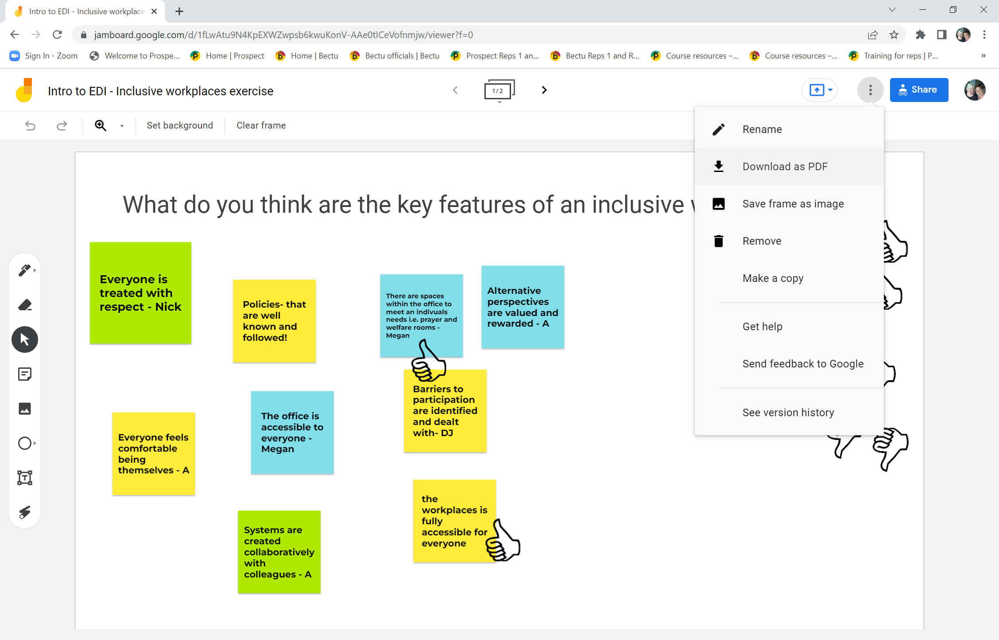 Intro to EDI - Inclusive workplace
jamboard.google.com/d/1fLwAtu9N4KpEXWZwpsb6kwuKonV-AAe0tICeVofnmjw/viewer?f=0
Sign In - Zoom
Welcome to Prospe...
Home | Prospect
Home | Bectu
Bectu officials | Bectu
Prospect Reps 1 an...
Bectu Reps 1 and R...
Course resources –...
Course resources –...
Training for reps | P...
»
Intro to EDI - Inclusive workplaces exercise
1 / 2
Share
Set background
Clear frame
Rename
Download as PDF
Save frame as image
Remove
Make a copy
Get help
Send feedback to Google
See version history
What do you think are the key features of an inclusive
Everyone is
treated with
respect - Nick
Policies- that
are well
known and
followed!
There are spaces
within the office to
meet an indivuals
needs i.e. prayer and
welfare rooms -
Megan
Alternative
perspectives
are valued and
rewarded - A
Everyone feels
comfortable
being
themselves - A
The office is
accessible to
everyone -
Megan
Barriers to
participation
are identified
and dealt
with- DJ
Systems are
created
collaboratively
with
colleagues - A
the
workplaces is
fully
accessible for
everyone